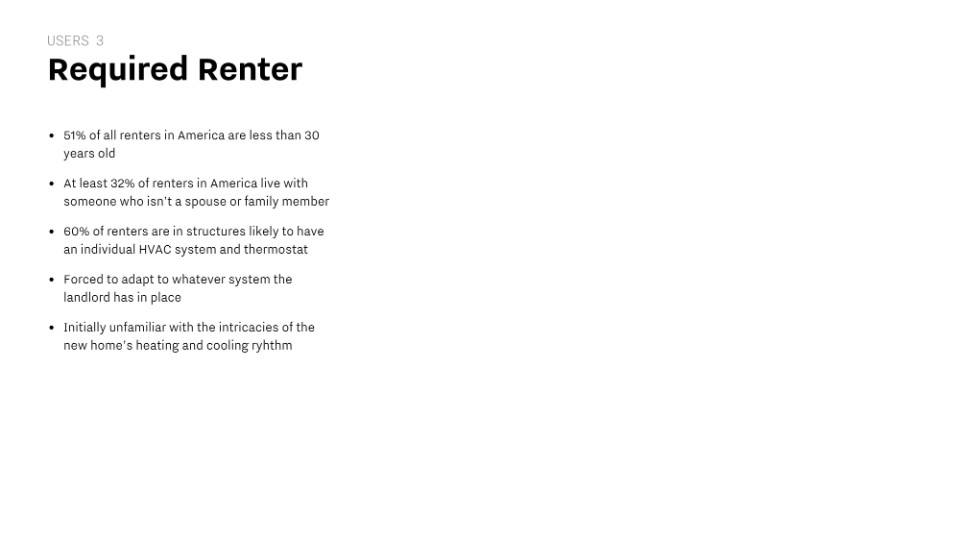 USERS 3
Required Renter
• 51% of all renters in America are less than 30
years old
• At least 32% of renters in America live with
someone who isn't a spouse or family member
• 60% of renters are in structures likely to have
an individual HVAC system and thermostat
• Forced to adapt to whatever system the
landlord has in place
• Initially unfamiliar with the intricacies of the
new home's heating and cooling ryhthm